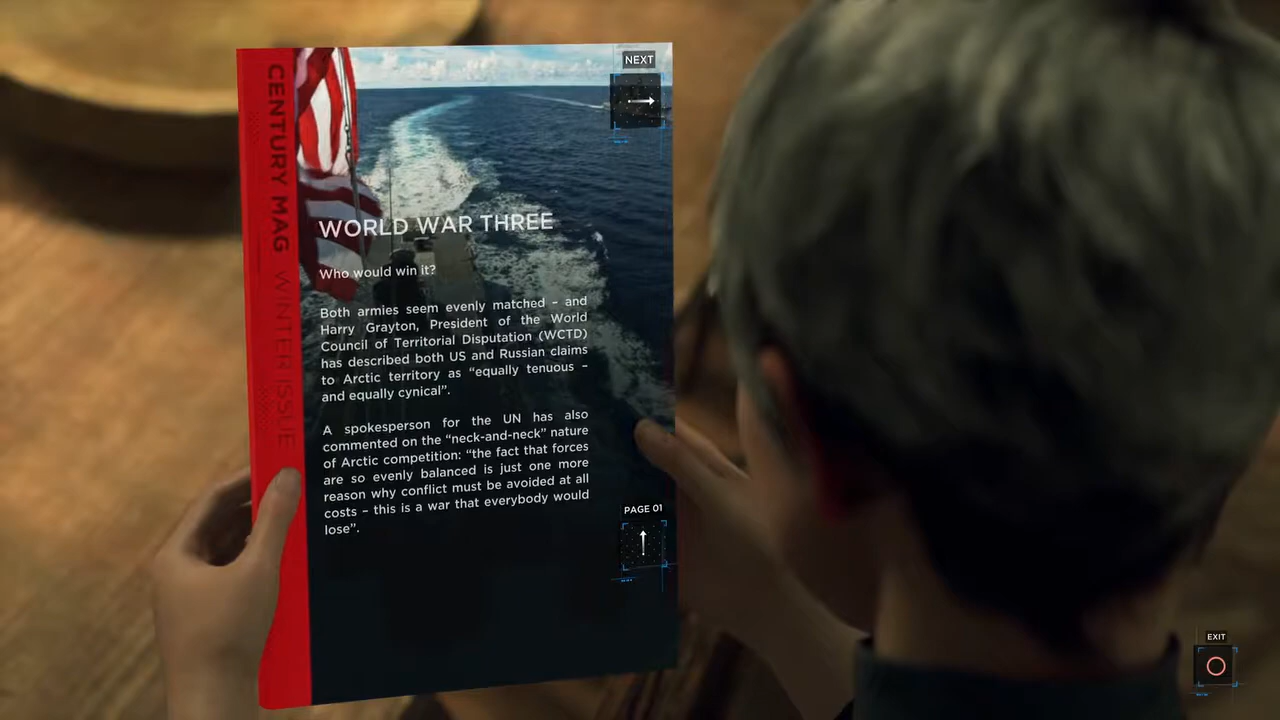 CENTURY MAG WINTER ISSUE
NEXT
WORLD WAR THREE
Who would win it?
Both armies seem evenly matched – and
Harry Grayton, President of the World
Council of Territorial Disputation (WCTD)
has described both US and Russian claims
to Arctic territory as “equally tenuous –
and equally cynical”.
A spokesperson for the UN has also
commented on the “neck-and-neck” nature
of Arctic competition: “the fact that forces
are so evenly balanced is just one more
reason why conflict must be avoided at all
costs – this is a war that everybody would
lose”.
PAGE 01
EXIT